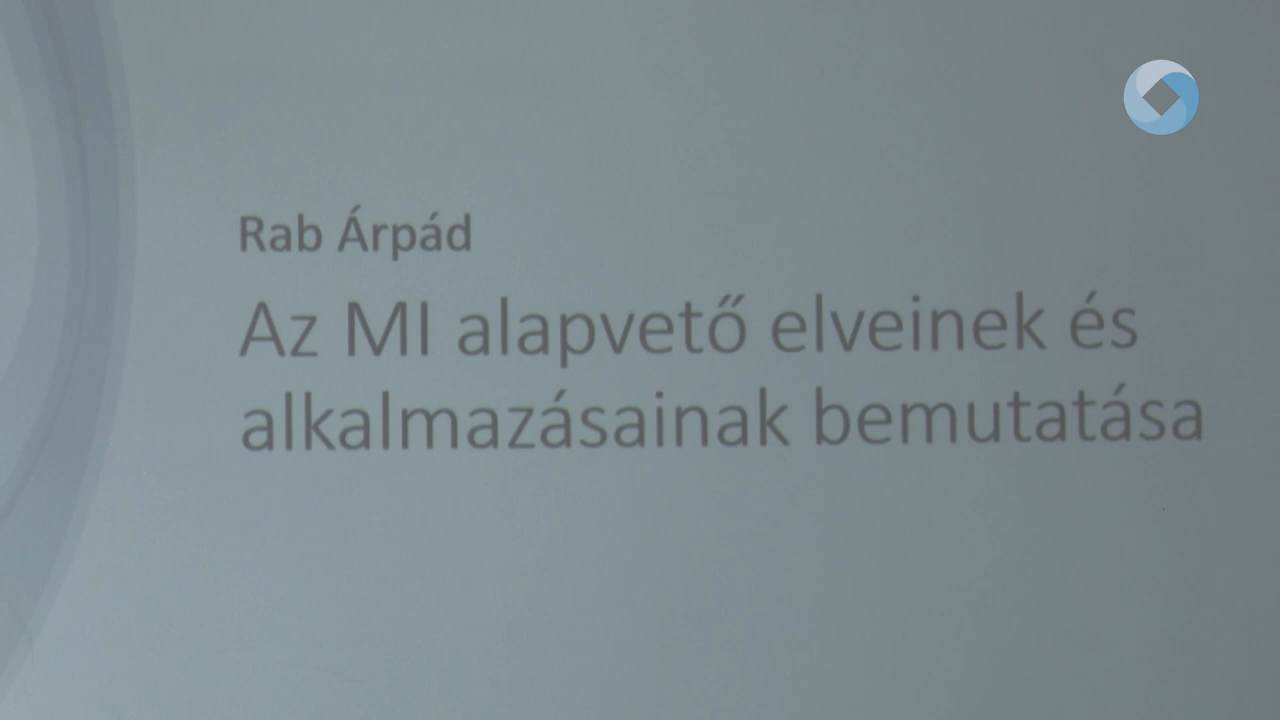 Rab Árpád
Az MI alapvető elveinek és
alkalmazásainak bemutatása